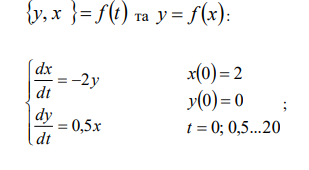 {y, x }= f(t) та y = f(x):
dx/dt = −2y x(0) = 2
y(0) = 0 ;
dy/dt = 0,5x t = 0; 0,5...20